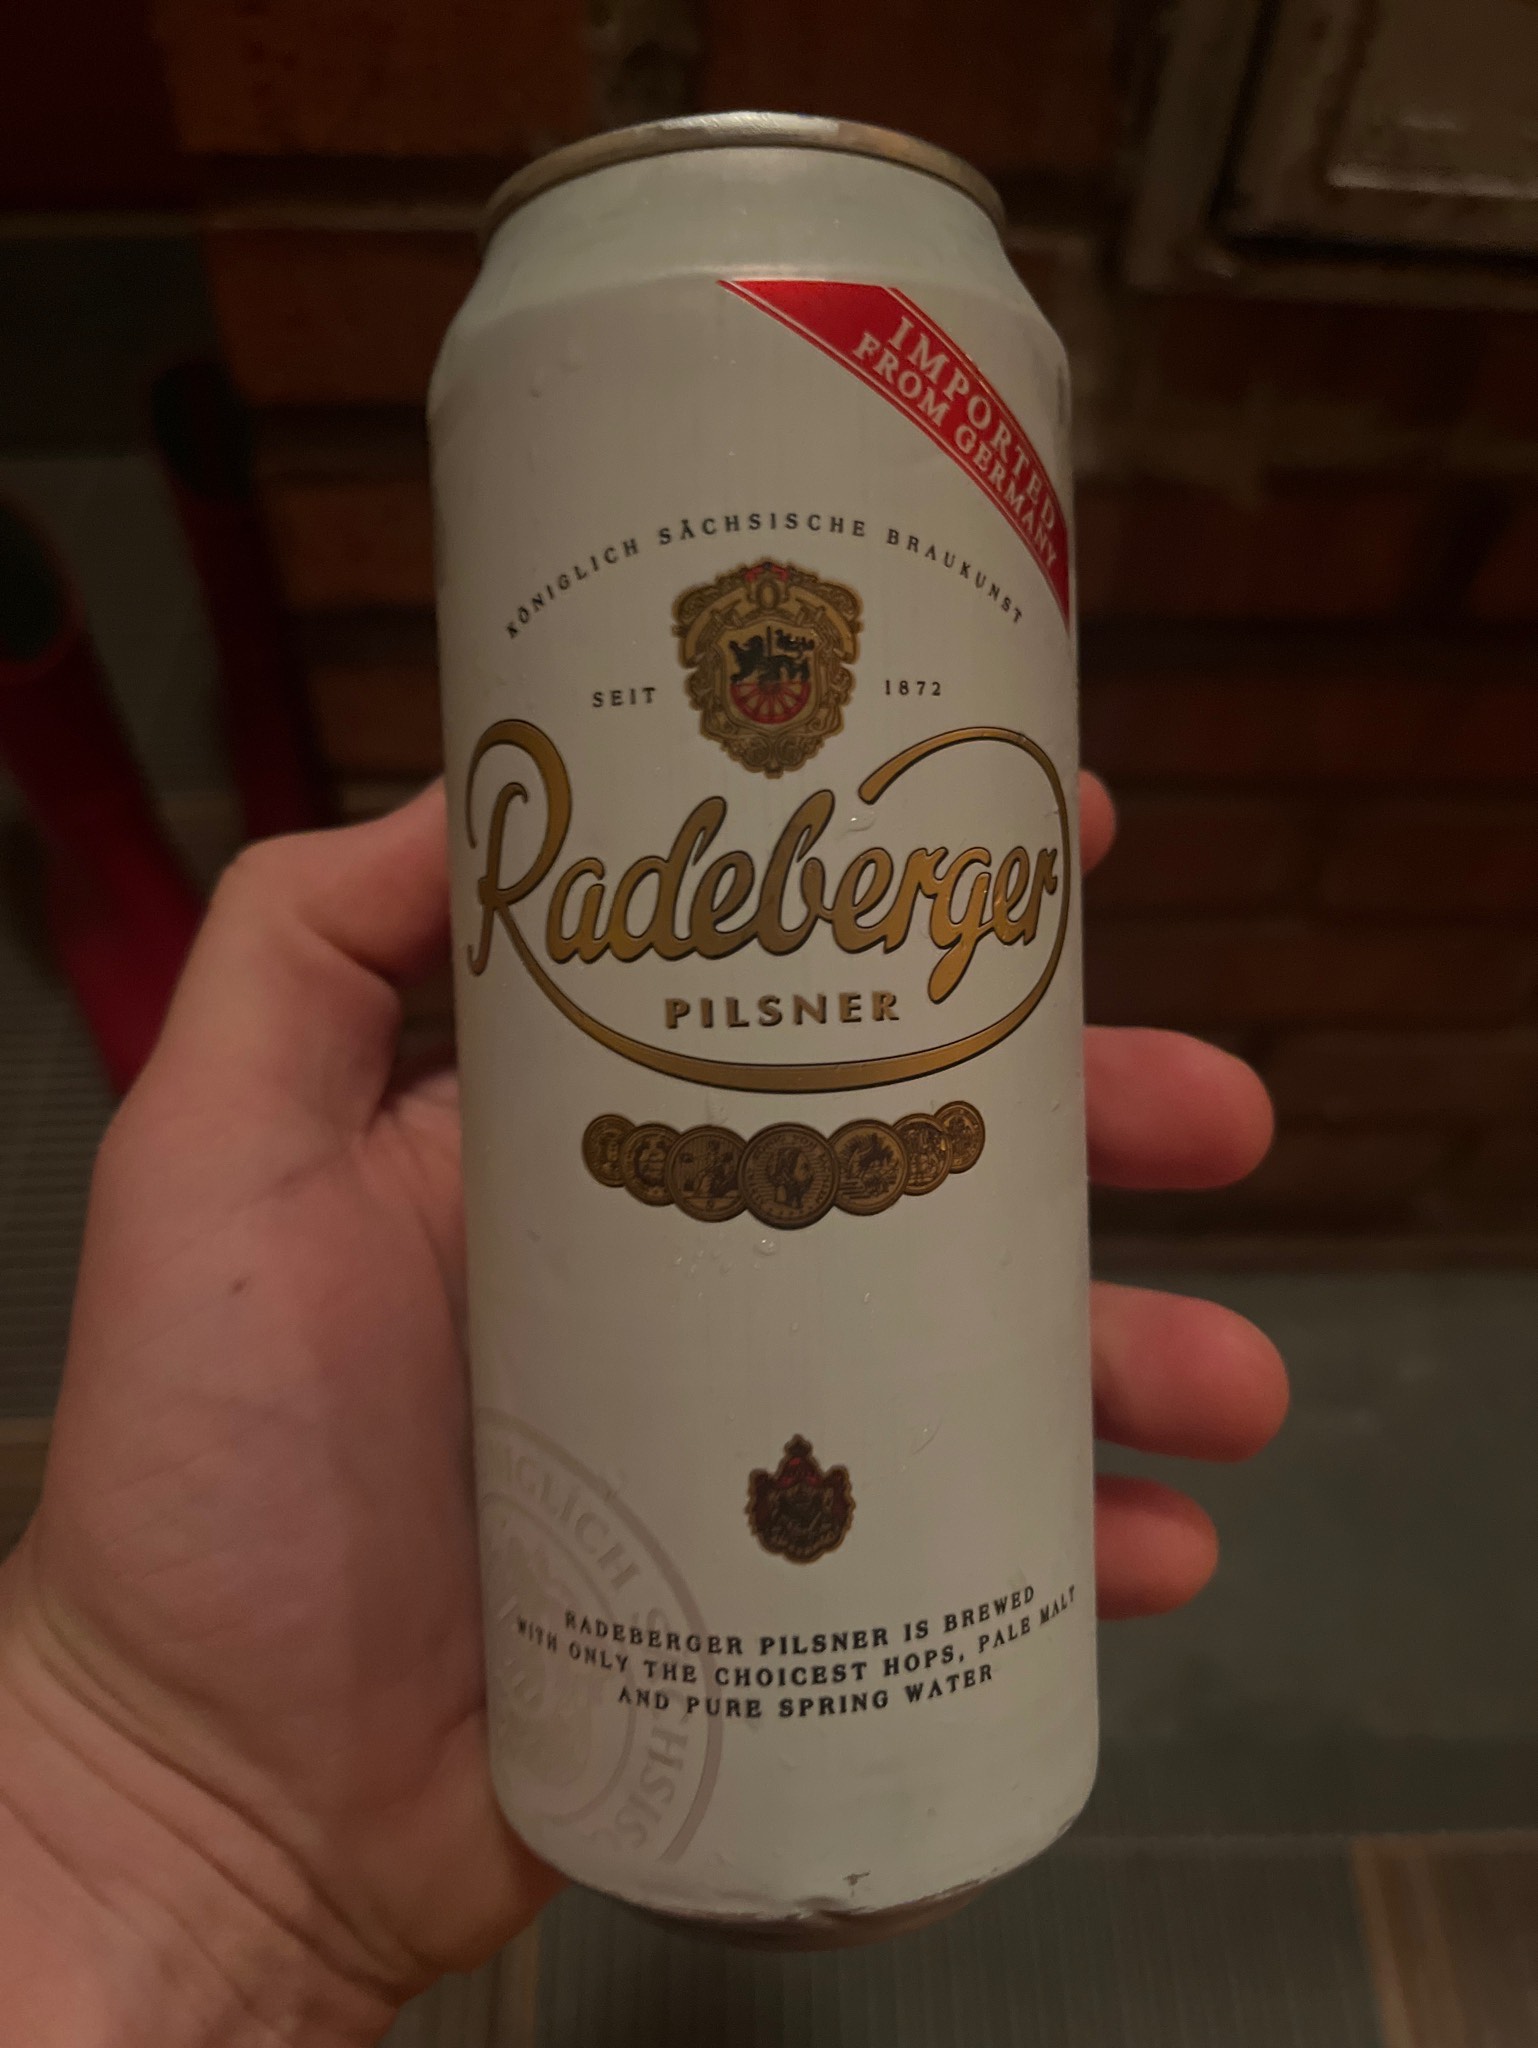 IMPORTED
FROM GERMANY
KÖNIGLICH SÄCHSISCHE BRAUKUNST
SEIT 1872
Radeberger
PILSNER
RADEBERGER PILSNER IS BREWED
WITH ONLY THE CHOICEST HOPS, PALE MALT
AND PURE SPRING WATER